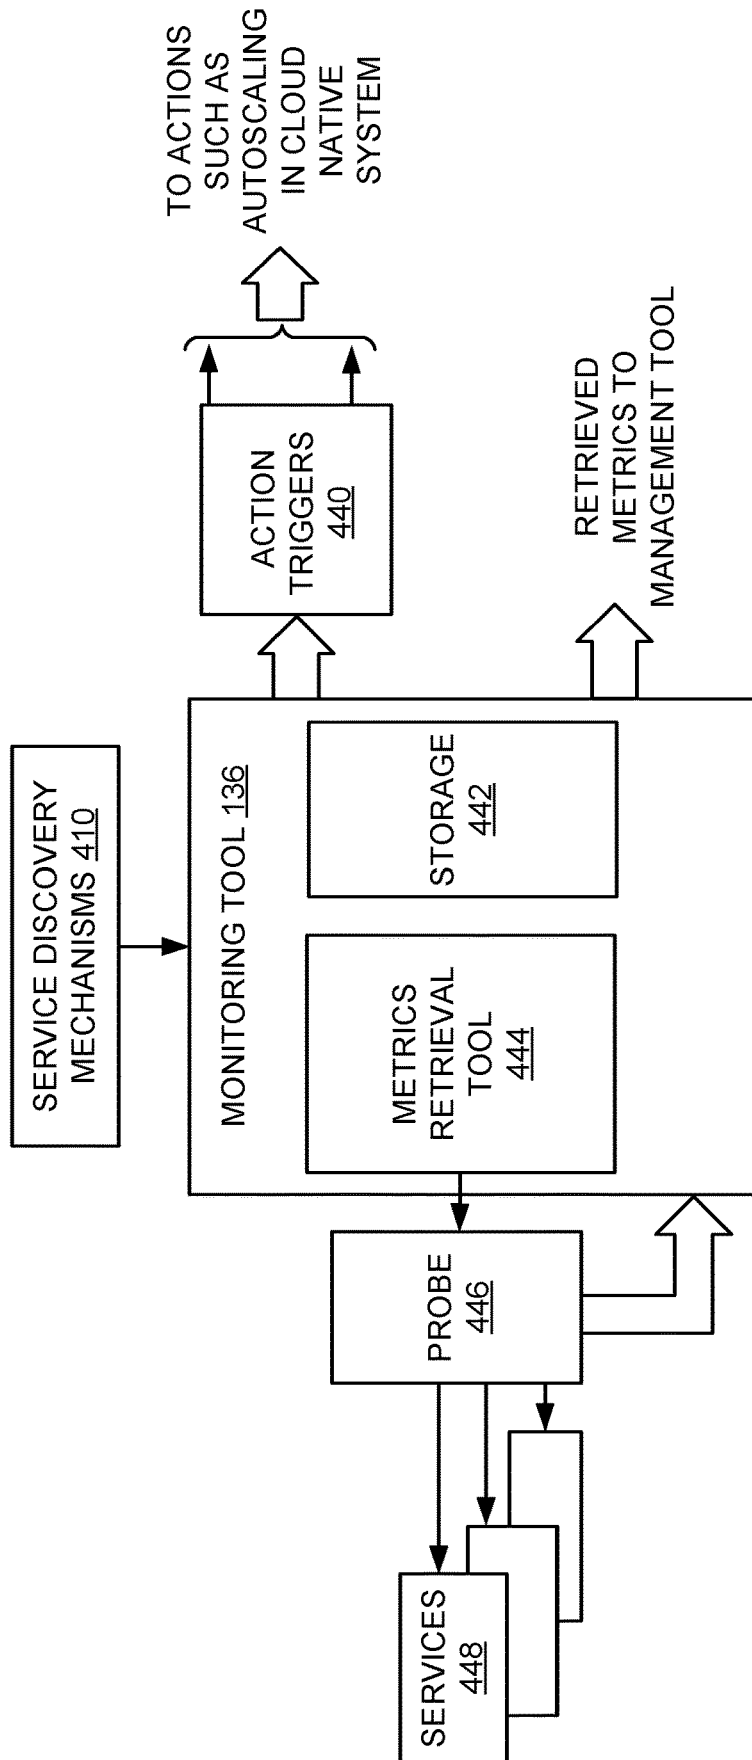 SERVICE DISCOVERY
MECHANISMS 410
MONITORING TOOL 136
SERVICES
448
PROBE
446
METRICS
RETRIEVAL
TOOL
444
STORAGE
442
ACTION
TRIGGERS
440
TO ACTIONS
SUCH AS
AUTOSCALING
IN CLOUD
NATIVE
SYSTEM
RETRIEVED
METRICS TO
MANAGEMENT TOOL